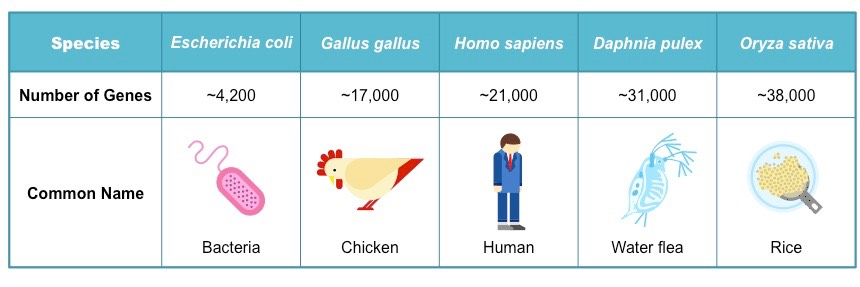 Species Escherichia coli Gallus gallus Homo sapiens Daphnia pulex Oryza sativa
Number of Genes ~4,200 ~17,000 ~21,000 ~31,000 ~38,000
Common Name
Bacteria Chicken Human Water flea Rice